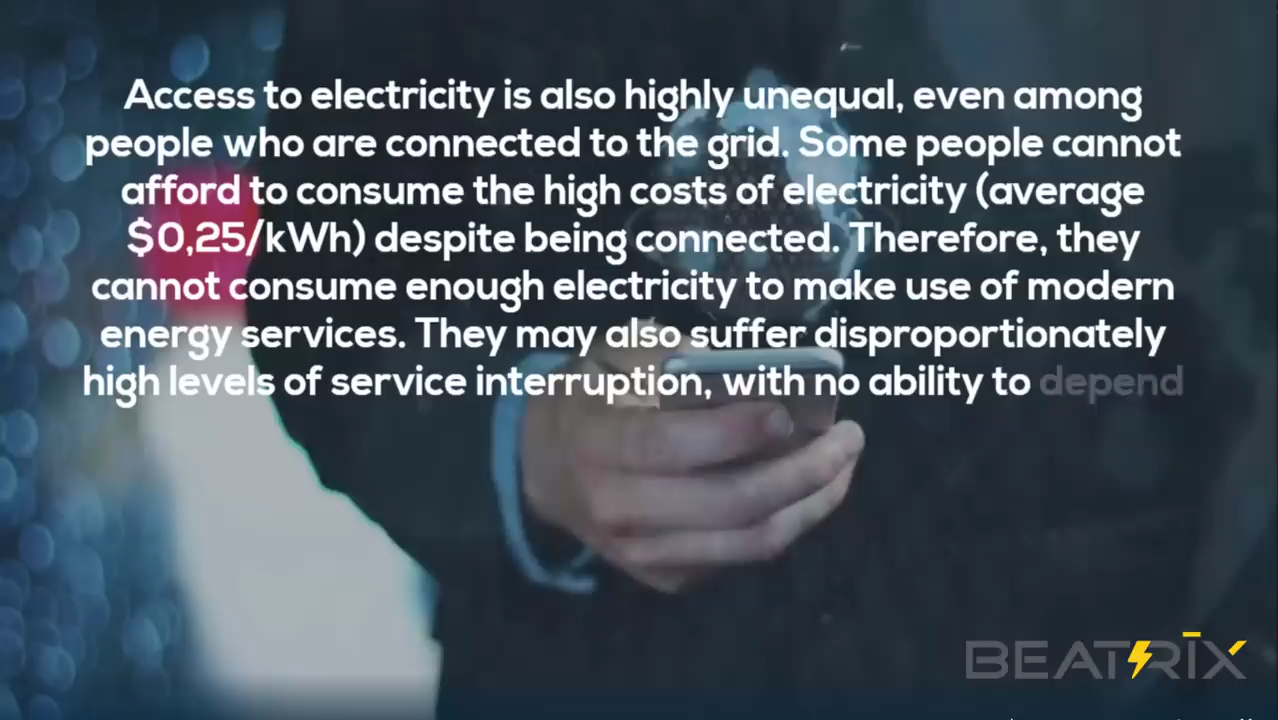 Access to electricity is also highly unequal, even among
people who are connected to the grid. Some people cannot
afford to consume the high costs of electricity (average
$0,25/kWh) despite being connected. Therefore, they
cannot consume enough electricity to make use of modern
energy services. They may also suffer disproportionately
high levels of service interruption, with no ability to depend
BEATRIX